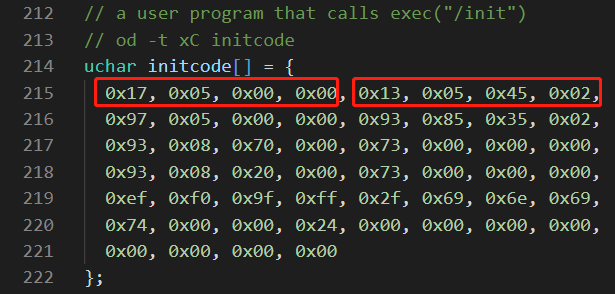 212 // a user program that calls exec("/init")
213 // od -t xC initcode
214 uchar initcode[] = {
215 0x17, 0x05, 0x00, 0x00, 0x13, 0x05, 0x45, 0x02,
216 0x97, 0x05, 0x00, 0x00, 0x93, 0x85, 0x35, 0x02,
217 0x93, 0x08, 0x70, 0x00, 0x73, 0x00, 0x00, 0x00,
218 0x93, 0x08, 0x20, 0x00, 0x73, 0x00, 0x00, 0x00,
219 0xef, 0xf0, 0x9f, 0xff, 0x2f, 0x69, 0x6e, 0x69,
220 0x74, 0x00, 0x00, 0x24, 0x00, 0x00, 0x00, 0x00,
221 0x00, 0x00, 0x00, 0x00
222 };